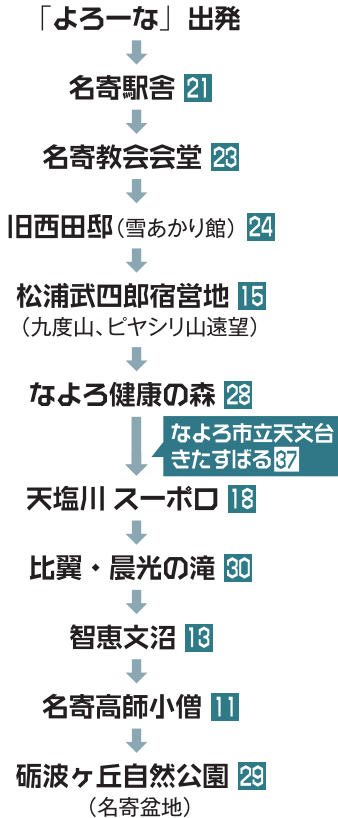 「よろーな」出発
名寄駅舎 21
名寄教会会堂 23
旧西田邸（雪あかり館） 24
松浦武四郎宿営地 15
（九度山、ピヤシリ山遠望）
なよろ健康の森 28
なよろ市立天文台
きたすばる 37
天塩川 スーポロ 18
比翼・晨光の滝 30
智恵文沼 13
名寄高師小僧 11
砺波ヶ丘自然公園 29
（名寄盆地）